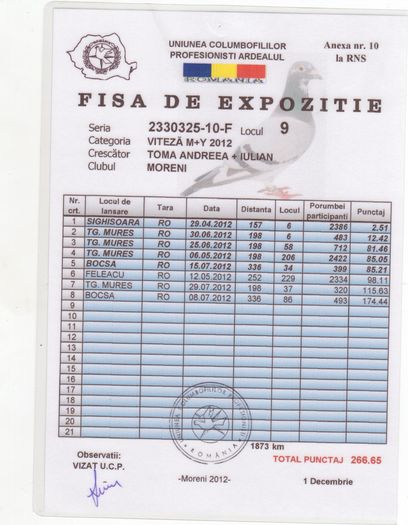 UNIUNEA COLUMBOFILILOR
PROFESIONISTI ARDEALUL
Anexa nr. 10
la RNS
ROMANIA
FISA DE EXPOZITIE
Seria 2330325-10-F Locul 9
Categoria VITEZĂ M+Y 2012
Crescător TOMA ANDREEA + IULIAN
Clubul MORENI
Nr. crt. Locul de lansare Tara Data Distanta Locul Porumbei participanti Punctaj
1 SIGHISOARA RO 29.04.2012 157 6 2386 2.51
2 TG. MURES RO 30.06.2012 198 6 483 12.42
3 TG. MURES RO 25.06.2012 198 58 712 81.46
4 TG. MURES RO 06.05.2012 198 206 2422 85.05
5 BOCSA RO 15.07.2012 336 34 399 85.21
6 FELEACU RO 12.05.2012 252 229 2334 98.11
7 TG. MURES RO 29.07.2012 198 37 320 115.63
8 BOCSA RO 08.07.2012 336 86 493 174.44
9
10
11
12
13
14
15
16
17
18
19
20
21
1873 km
Observatii:
VIZAT U.C.P.
TOTAL PUNCTAJ 266.65
-Moreni 2012-
1 Decembrie